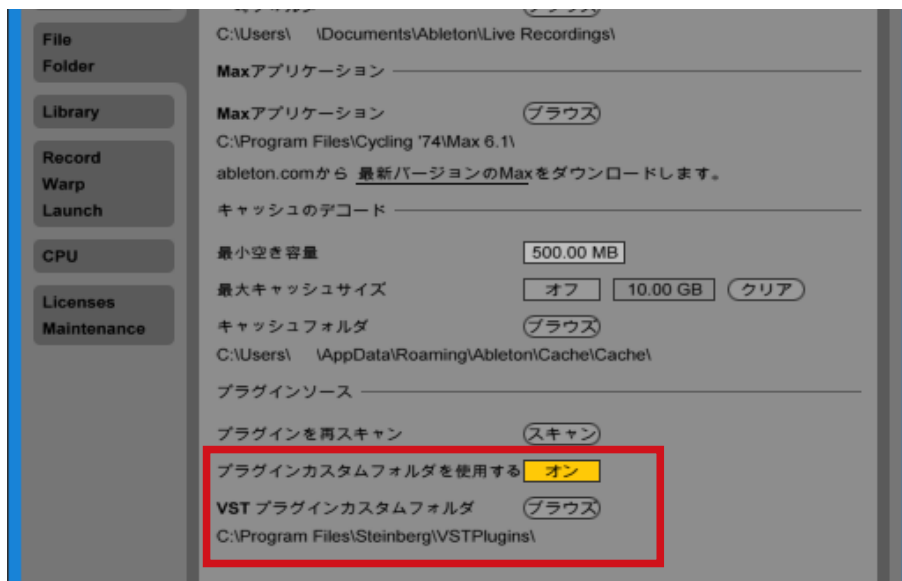 File
Folder
Library
Record
Warp
Launch
CPU
Licenses
Maintenance
C:\Users\ \Documents\Ableton\Live Recordings\
Maxアプリケーション
Maxアプリケーション ブラウズ
C:\Program Files\Cycling '74\Max 6.1\
ableton.comから 最新バージョンのMaxをダウンロードします。
キャッシュのデコード
最小空き容量 500.00 MB
最大キャッシュサイズ オフ 10.00 GB クリア
キャッシュフォルダ ブラウズ
C:\Users\ \AppData\Roaming\Ableton\Cache\Cache\
プラグインソース
プラグインを再スキャン スキャン
プラグインカスタムフォルダを使用する オン
VST プラグインカスタムフォルダ ブラウズ
C:\Program Files\Steinberg\VSTPlugins\